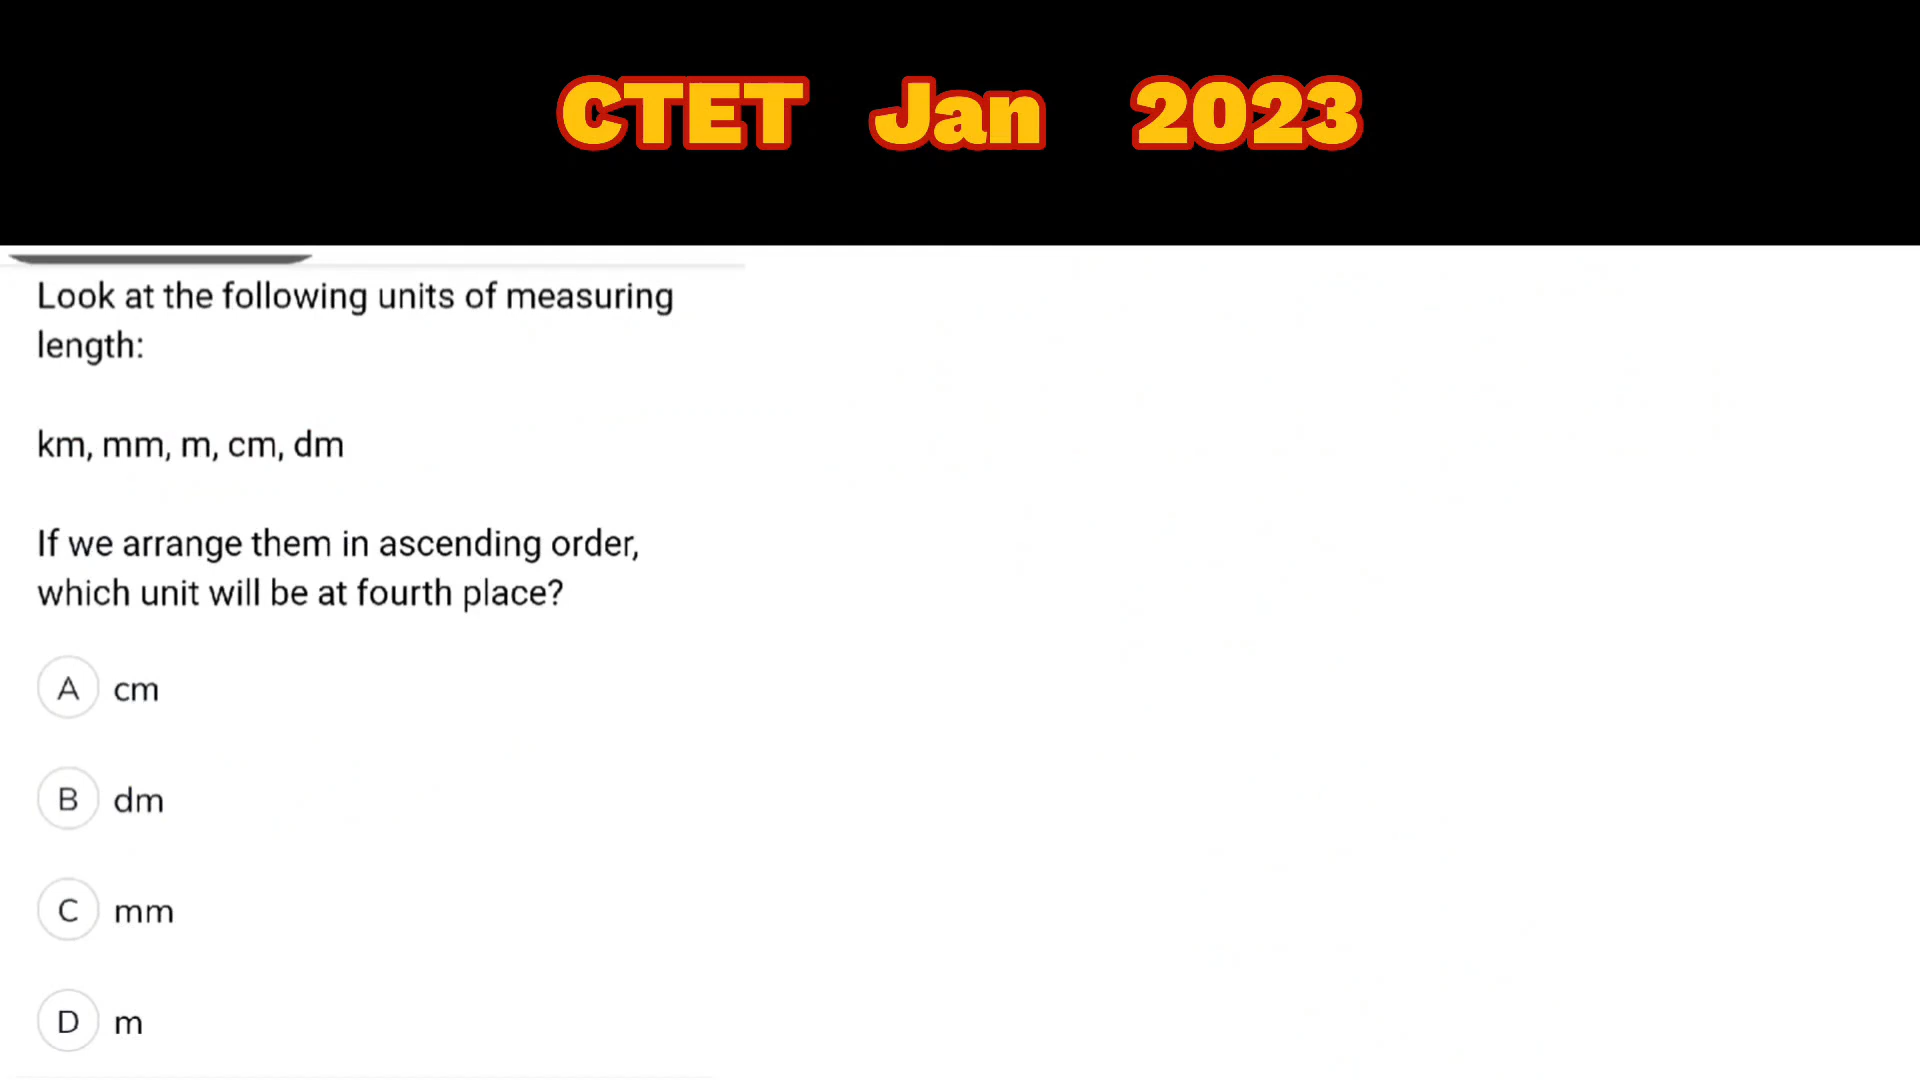 CTET Jan 2023
Look at the following units of measuring
length:
km, mm, m, cm, dm
If we arrange them in ascending order,
which unit will be at fourth place?
A cm
B dm
C mm
D m